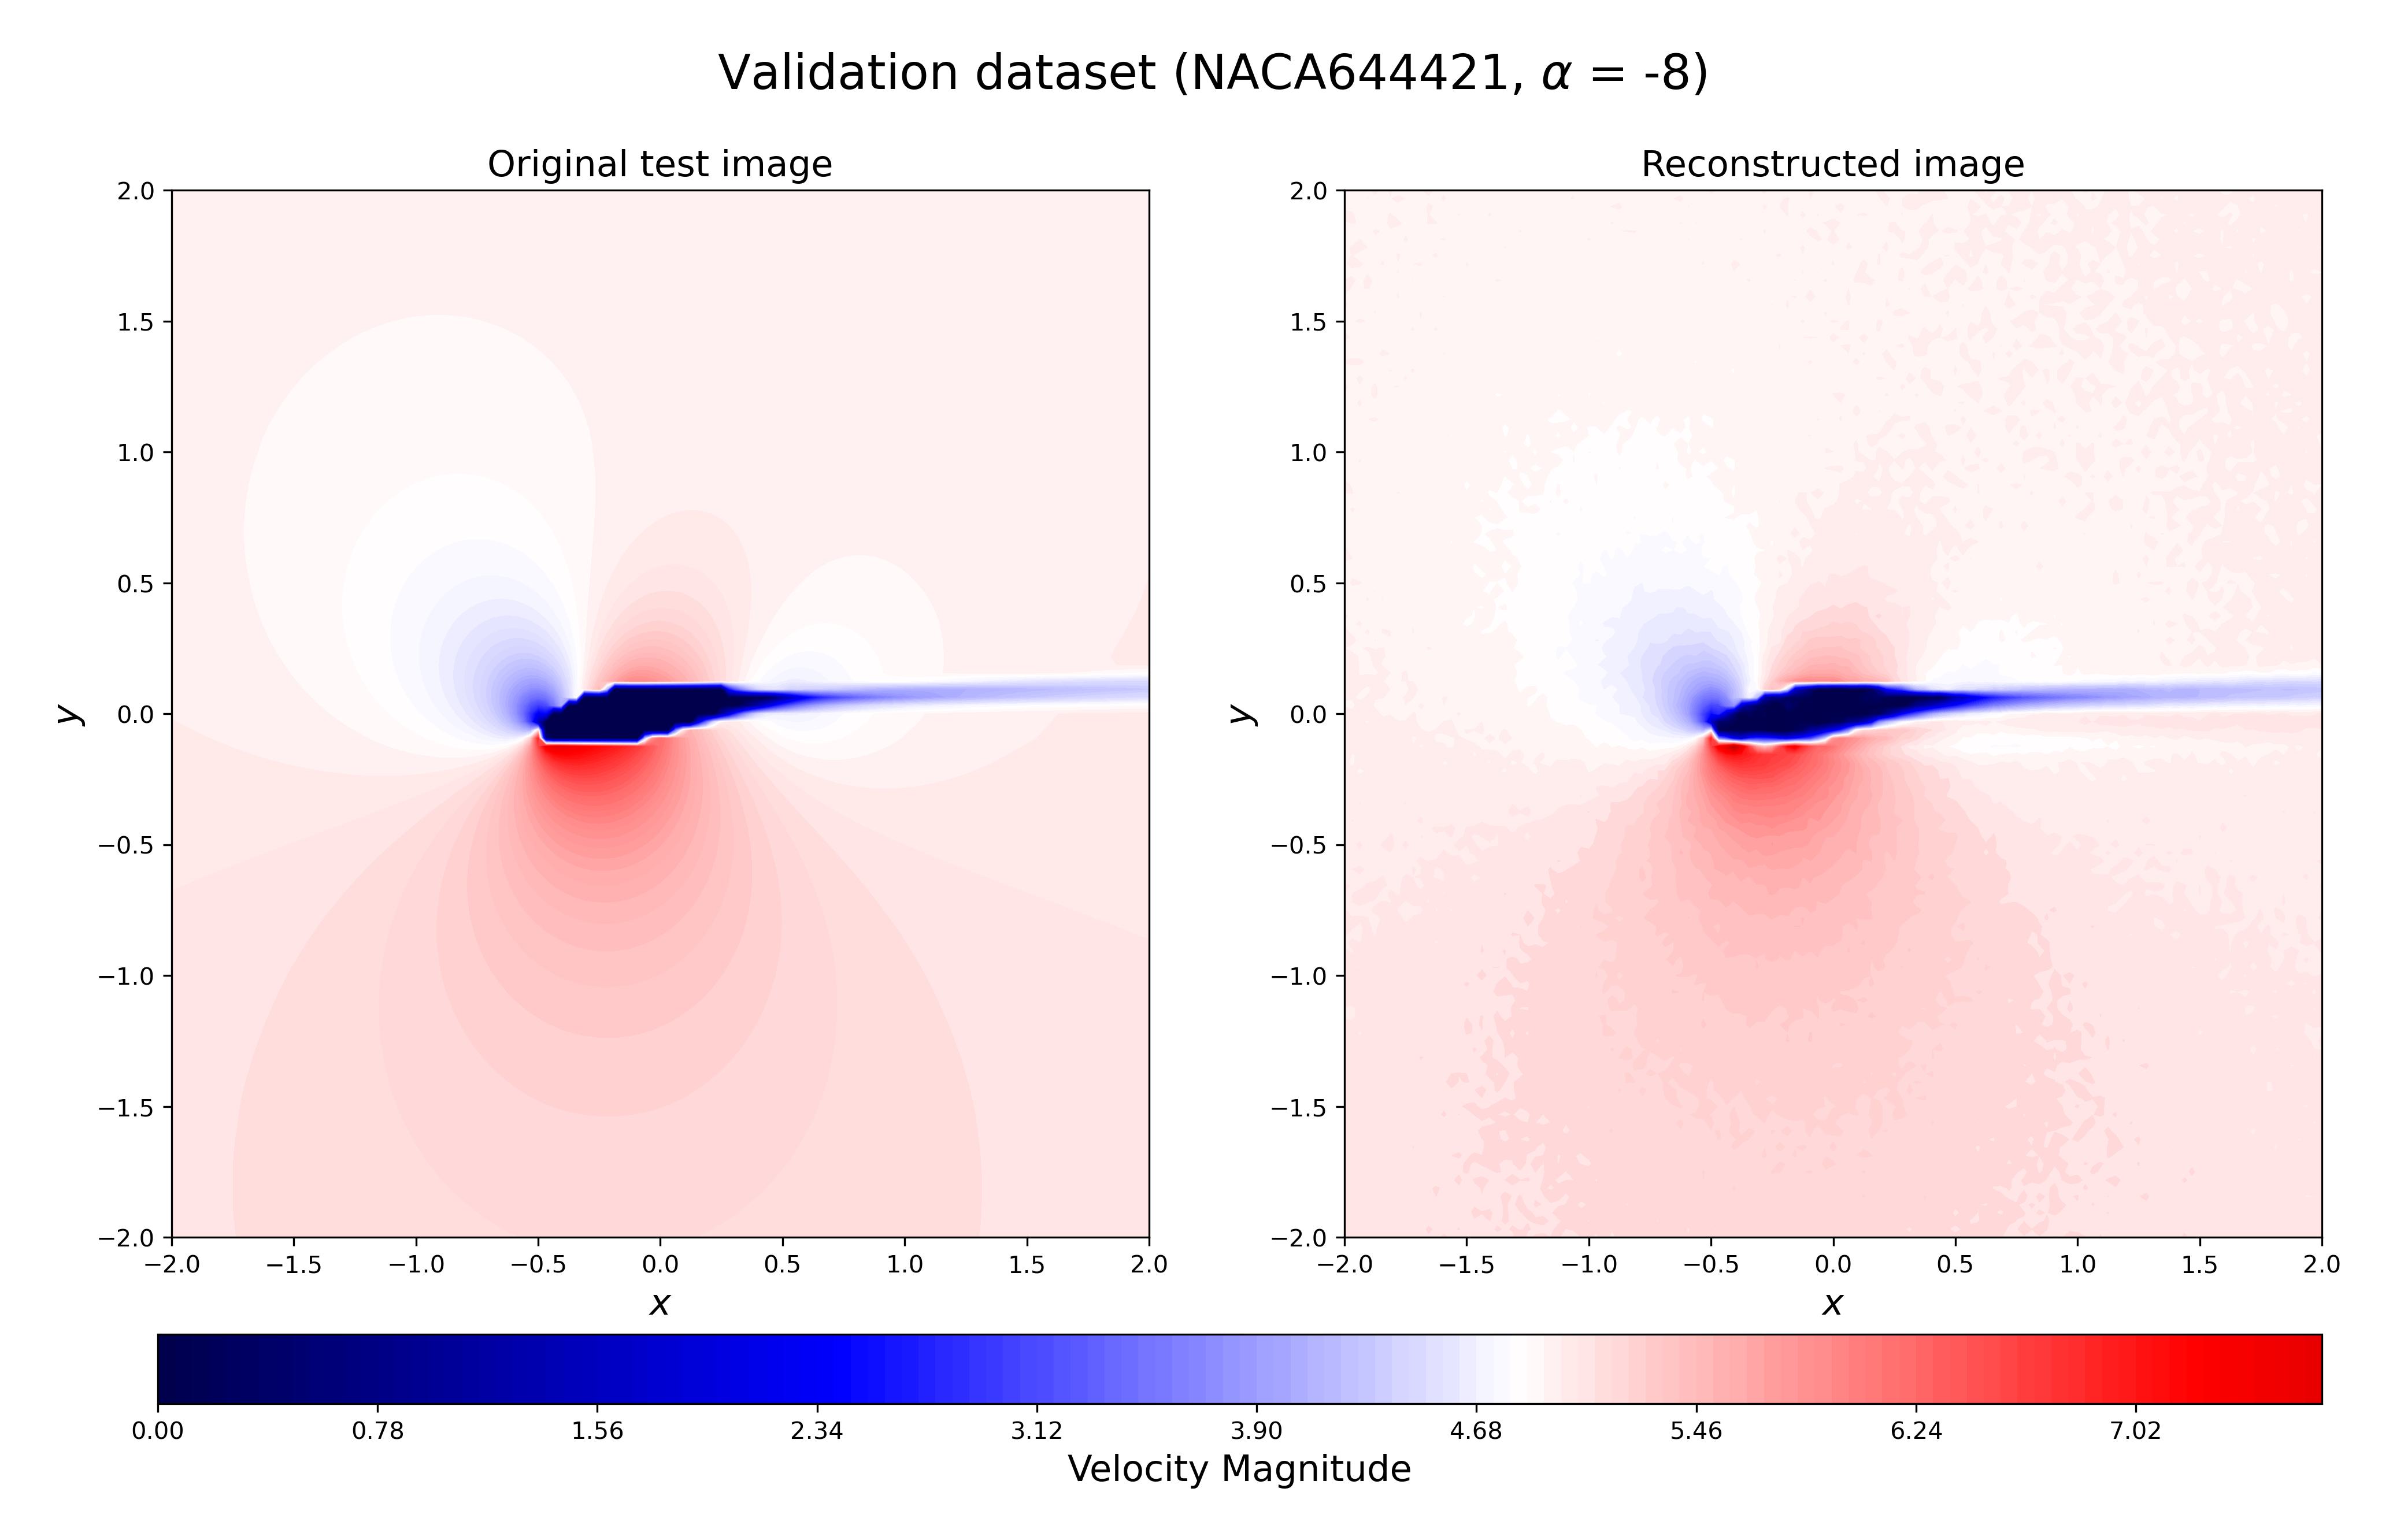 Validation dataset (NACA644421, α = -8)
Original test image
Reconstructed image
2.0
1.5
1.0
0.5
0.0
−0.5
−1.0
−1.5
−2.0
y
−2.0 −1.5 −1.0 −0.5 0.0 0.5 1.0 1.5 2.0
x
2.0
1.5
1.0
0.5
0.0
−0.5
−1.0
−1.5
−2.0
y
−2.0 −1.5 −1.0 −0.5 0.0 0.5 1.0 1.5 2.0
x
0.00 0.78 1.56 2.34 3.12 3.90 4.68 5.46 6.24 7.02
Velocity Magnitude